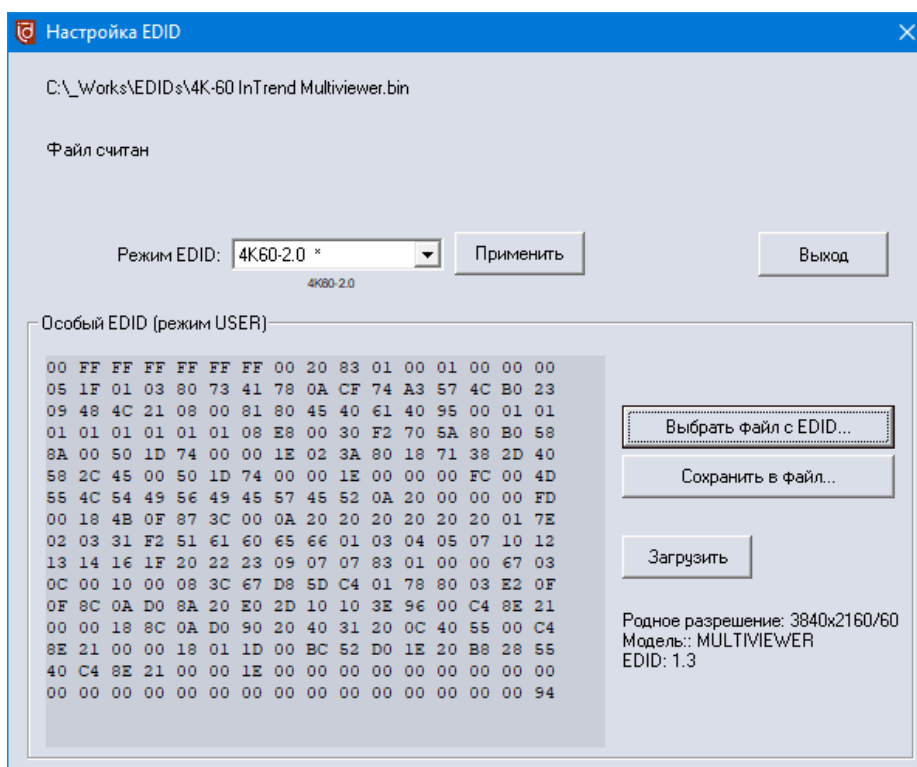 Настройка EDID
C:\_Works\EDIDs\4K-60 InTrend Multiviewer.bin
Файл считан
Режим EDID: 4K60-2.0 * Применить Выход
4K60-2.0
Особый EDID (режим USER)
00 FF FF FF FF FF FF 00 20 83 01 00 01 00 00 00
05 1F 01 03 80 73 41 78 0A CF 74 A3 57 4C B0 23
09 48 4C 21 08 00 81 80 45 40 61 40 95 00 01 01
01 01 01 01 01 01 08 E8 00 30 F2 70 5A 80 B0 58
8A 00 50 1D 74 00 00 1E 02 3A 80 18 71 38 2D 40
58 2C 45 00 50 1D 74 00 00 1E 00 00 00 FC 00 4D
55 4C 54 49 56 49 45 57 45 52 0A 20 00 00 00 FD
00 18 4B 0F 87 3C 00 0A 20 20 20 20 20 20 01 7E
02 03 31 F2 51 61 60 65 66 01 03 04 05 07 10 12
13 14 16 1F 20 22 23 09 07 07 83 01 00 00 67 03
0C 00 10 00 08 3C 67 D8 5D C4 01 78 80 03 E2 0F
0F 8C 0A D0 8A 20 E0 2D 10 10 3E 96 00 C4 8E 21
00 00 18 8C 0A D0 90 20 40 31 20 0C 40 55 00 C4
8E 21 00 00 18 01 1D 00 BC 52 D0 1E 20 B8 28 55
40 C4 8E 21 00 00 1E 00 00 00 00 00 00 00 00 00
00 00 00 00 00 00 00 00 00 00 00 00 00 00 00 94
Выбрать файл с EDID...
Сохранить в файл...
Загрузить
Родное разрешение: 3840x2160/60
Модель:: MULTIVIEWER
EDID: 1.3